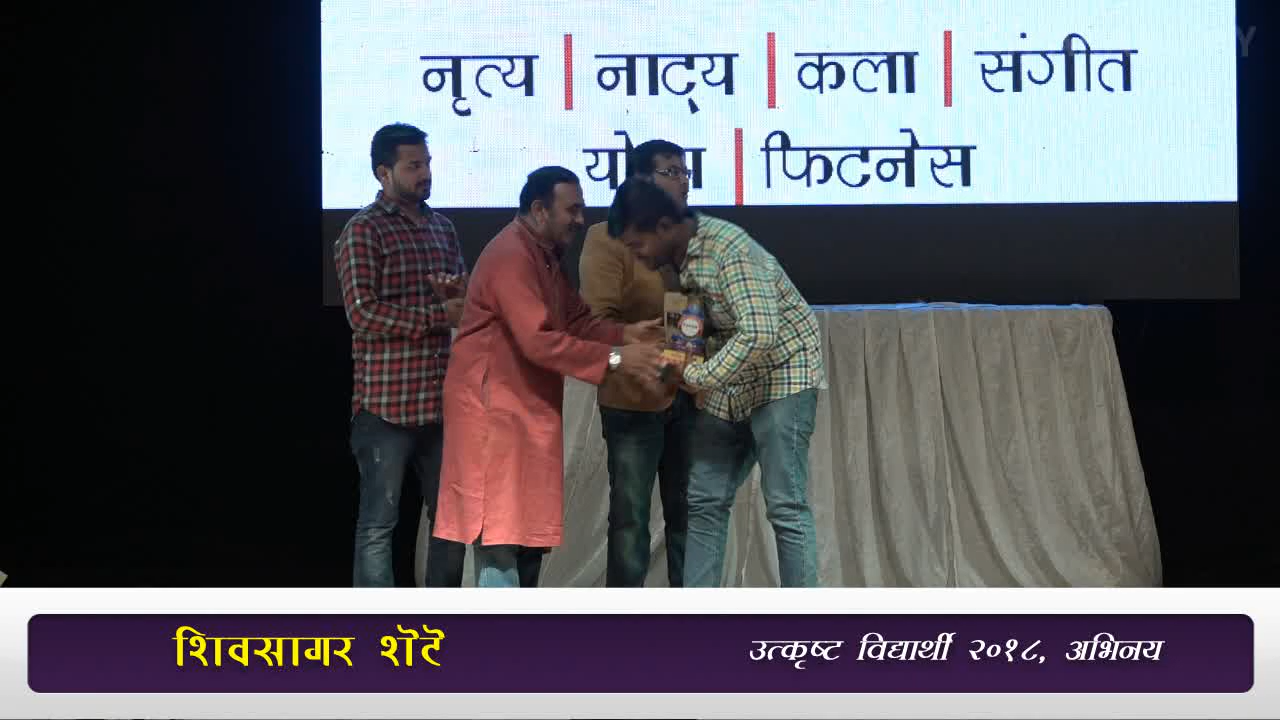 नृत्य | नाट्य | कला | संगीत
| फिटनेस
शिवसागर शेटे
उत्कृष्ट विद्यार्थी २०१८, अभिनय